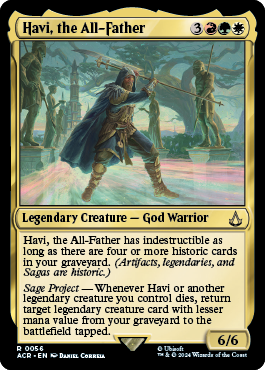 Havi, the All-Father 3
Legendary Creature — God Warrior
Havi, the All-Father has indestructible as
long as there are four or more historic cards
in your graveyard. (Artifacts, legendaries, and
Sagas are historic.)
Sage Project — Whenever Havi or another
legendary creature you control dies, return
target legendary creature card with lesser
mana value from your graveyard to the
battlefield tapped.
6/6
R 0056
ACR • EN Daniel Correia
© Ubisoft
™ & © 2024 Wizards of the Coast